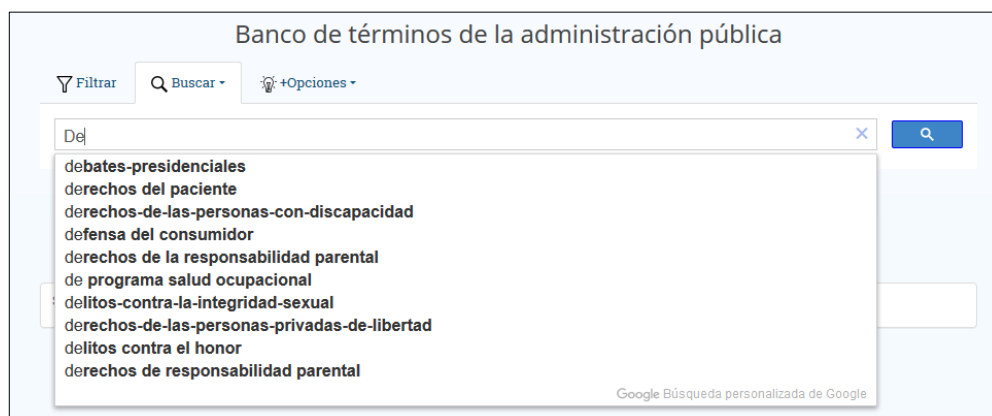 Banco de términos de la administración pública
Filtrar Buscar +Opciones
De
debates-presidenciales
derechos del paciente
derechos-de-las-personas-con-discapacidad
defensa del consumidor
derechos de la responsabilidad parental
de programa salud ocupacional
delitos-contra-la-integridad-sexual
derechos-de-las-personas-privadas-de-libertad
delitos contra el honor
derechos de responsabilidad parental
Google Búsqueda personalizada de Google